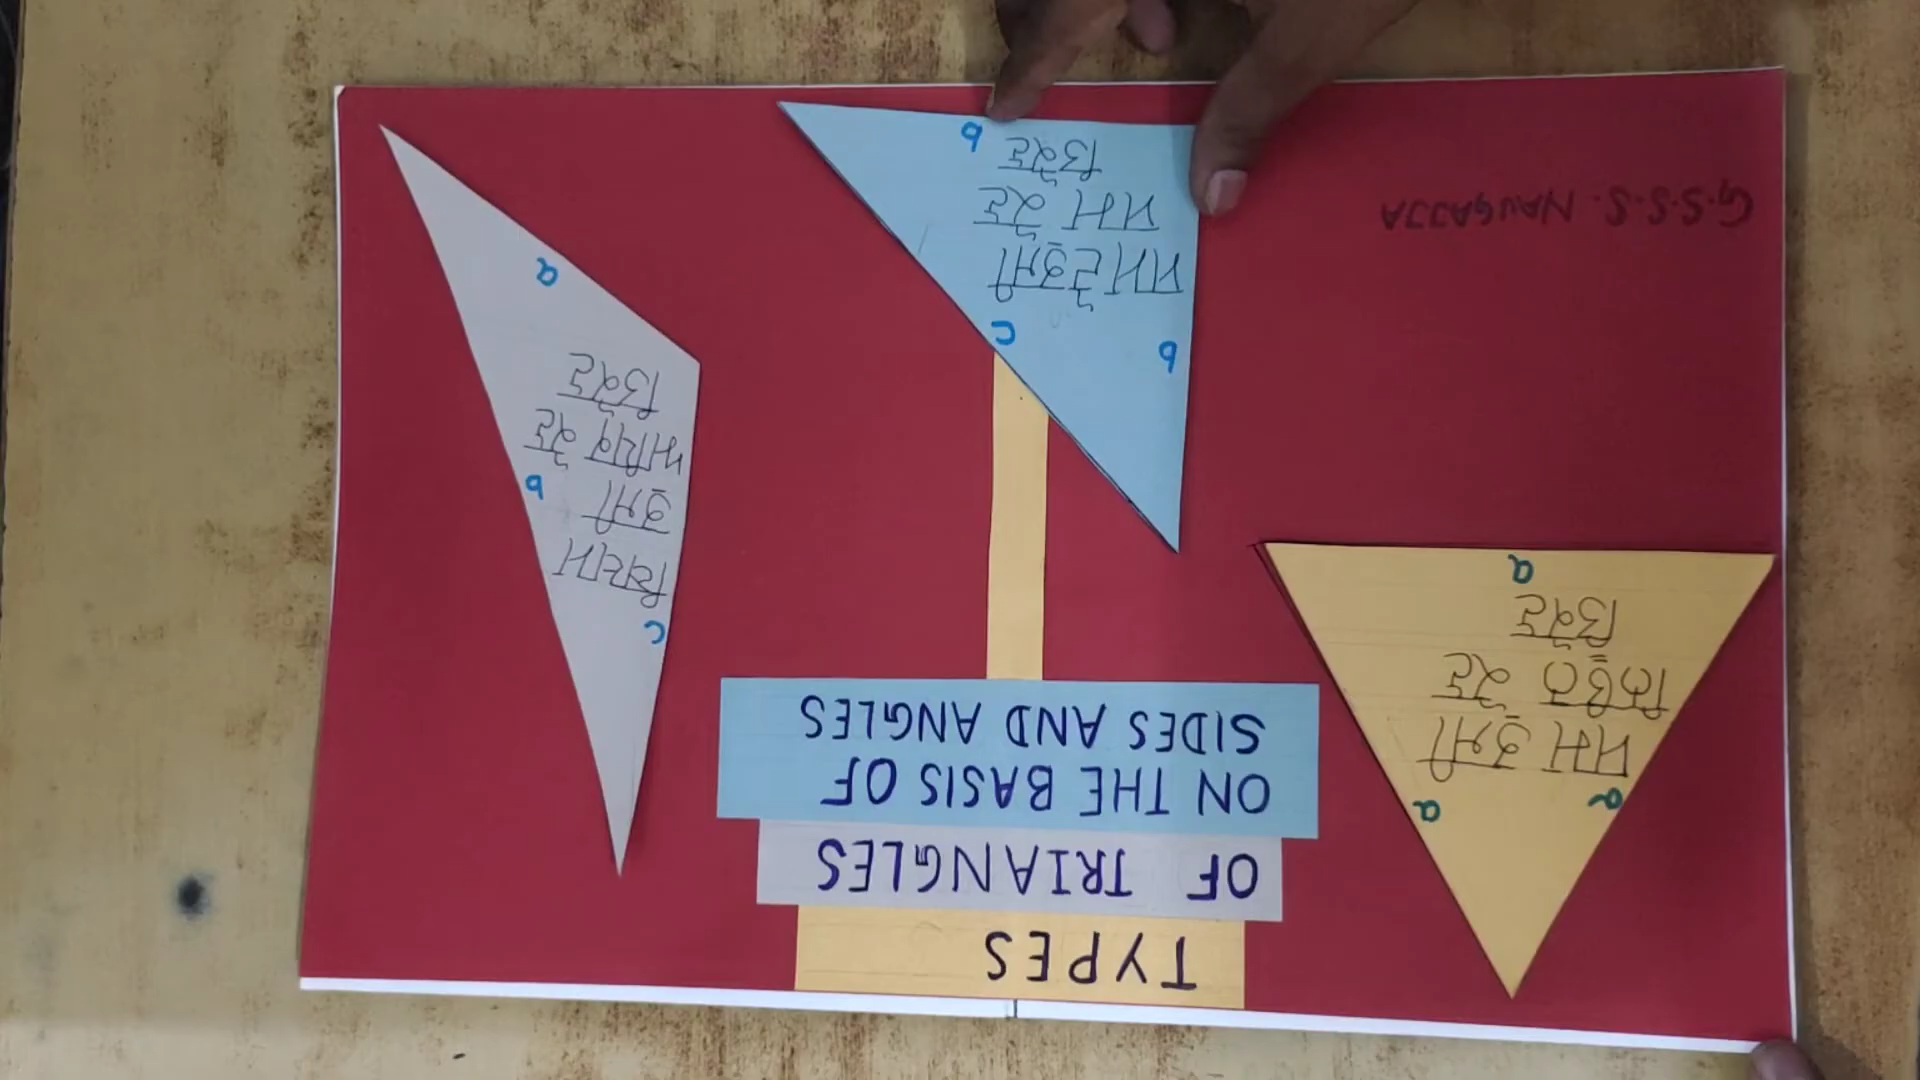 TYPES
OF TRIANGLES
ON THE BASIS OF
SIDES AND ANGLES
a
a
ਸਮ ਭੁਜੀ
ਨਿਊਨ ਕੋਣ
ਤਿਕੋਣ
a
c
ਬਿਖਮ
ਭੁਜੀ
b
ਅਧਿਕ ਕੋਣ
ਤਿਕੋਣ
a
b
c
ਸਮਦੋਭੁਜੀ
ਸਮ ਕੋਣ
ਤਿਕੋਣ
b
G.S.S.S. NAUGAJJA